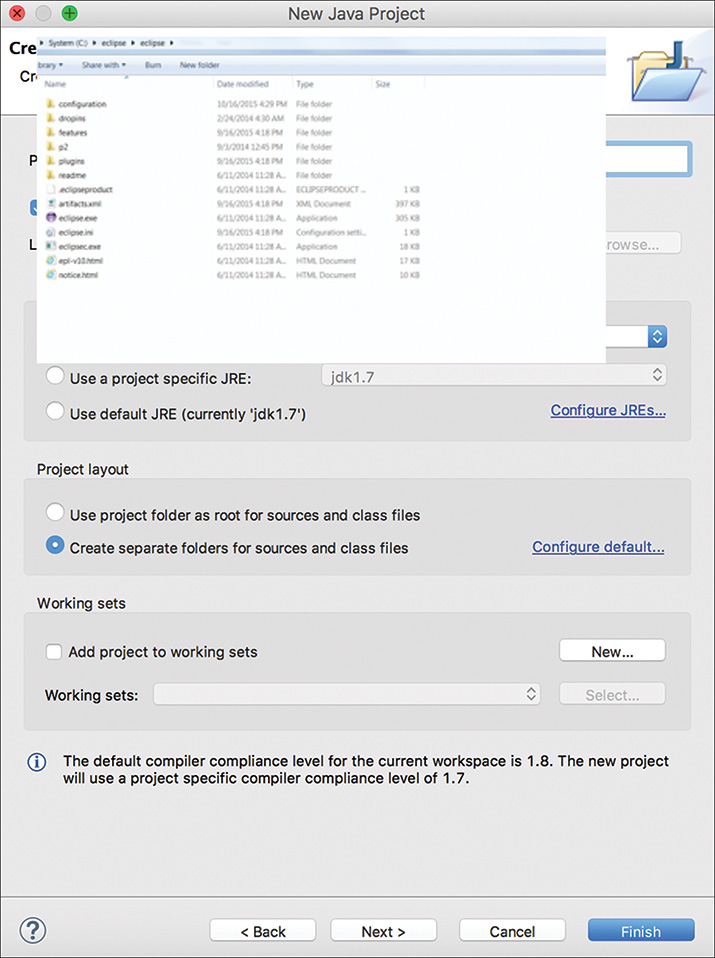 New Java Project
Cre
System (C:) ▸ eclipse ▸ eclipse ▸
Cr
brary ▾ Share with ▾ Burn New folder
Name Date modified Type Size
configuration 10/16/2015 4:29 PM File folder
dropins 2/24/2014 4:30 AM File folder
features 9/16/2015 4:18 PM File folder
p2 9/3/2014 12:45 PM File folder
P
plugins 9/16/2015 4:18 PM File folder
readme 6/11/2014 11:28 A... File folder
.eclipseproduct 6/11/2014 11:28 A... ECLIPSEPRODUCT ... 1 KB
artifacts.xml 9/16/2015 4:18 PM XML Document 397 KB
eclipse.exe 6/11/2014 11:28 A... Application 305 KB
eclipse.ini 9/16/2015 4:18 PM Configuration setti... 1 KB
L
rowse...
eclipsec.exe 6/11/2014 11:28 A... Application 18 KB
epl-v10.html 6/11/2014 11:28 A... HTML Document 17 KB
notice.html 6/11/2014 11:28 A... HTML Document 10 KB
Use a project specific JRE: jdk1.7
Use default JRE (currently 'jdk1.7') Configure JREs...
Project layout
Use project folder as root for sources and class files
Create separate folders for sources and class files Configure default...
Working sets
Add project to working sets New...
Working sets: Select...
The default compiler compliance level for the current workspace is 1.8. The new project
will use a project specific compiler compliance level of 1.7.
? < Back Next > Cancel Finish